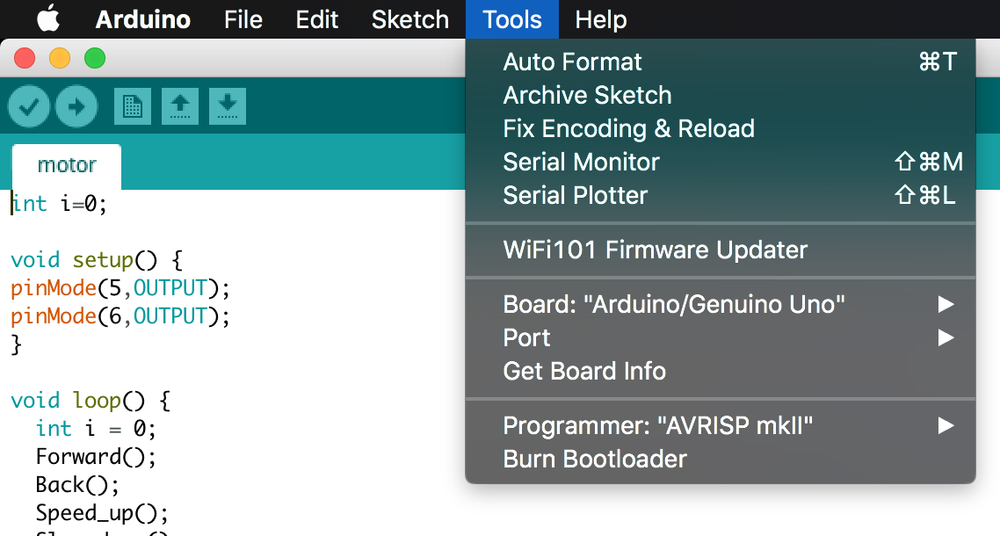 Arduino File Edit Sketch Tools Help
Auto Format ⌘T
Archive Sketch
Fix Encoding & Reload
Serial Monitor ⇧⌘M
Serial Plotter ⇧⌘L
WiFi101 Firmware Updater
Board: "Arduino/Genuino Uno"
Port
Get Board Info
Programmer: "AVRISP mkII"
Burn Bootloader
motor
int i=0;
void setup() {
pinMode(5,OUTPUT);
pinMode(6,OUTPUT);
}
void loop() {
int i = 0;
Forward();
Back();
Speed_up();